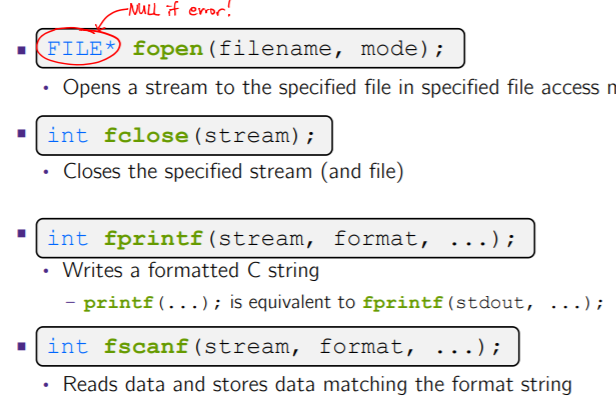 NULL if error!
▪ FILE* fopen(filename, mode);
• Opens a stream to the specified file in specified file access
▪ int fclose(stream);
• Closes the specified stream (and file)
▪ int fprintf(stream, format, ...);
• Writes a formatted C string
– printf(...); is equivalent to fprintf(stdout, ...);
▪ int fscanf(stream, format, ...);
• Reads data and stores data matching the format string